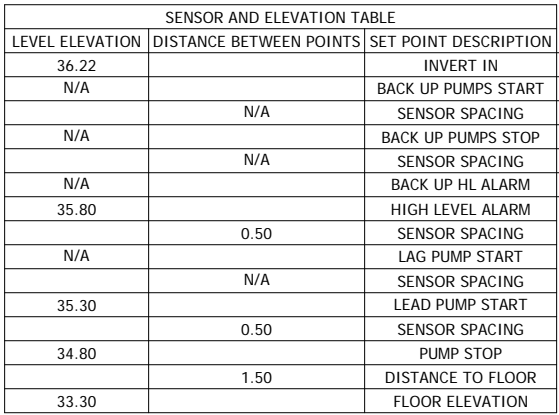 SENSOR AND ELEVATION TABLE
LEVEL ELEVATION DISTANCE BETWEEN POINTS SET POINT DESCRIPTION
36.22 INVERT IN
N/A BACK UP PUMPS START
N/A SENSOR SPACING
N/A BACK UP PUMPS STOP
N/A SENSOR SPACING
N/A BACK UP HL ALARM
35.80 HIGH LEVEL ALARM
0.50 SENSOR SPACING
N/A LAG PUMP START
N/A SENSOR SPACING
35.30 LEAD PUMP START
0.50 SENSOR SPACING
34.80 PUMP STOP
1.50 DISTANCE TO FLOOR
33.30 FLOOR ELEVATION